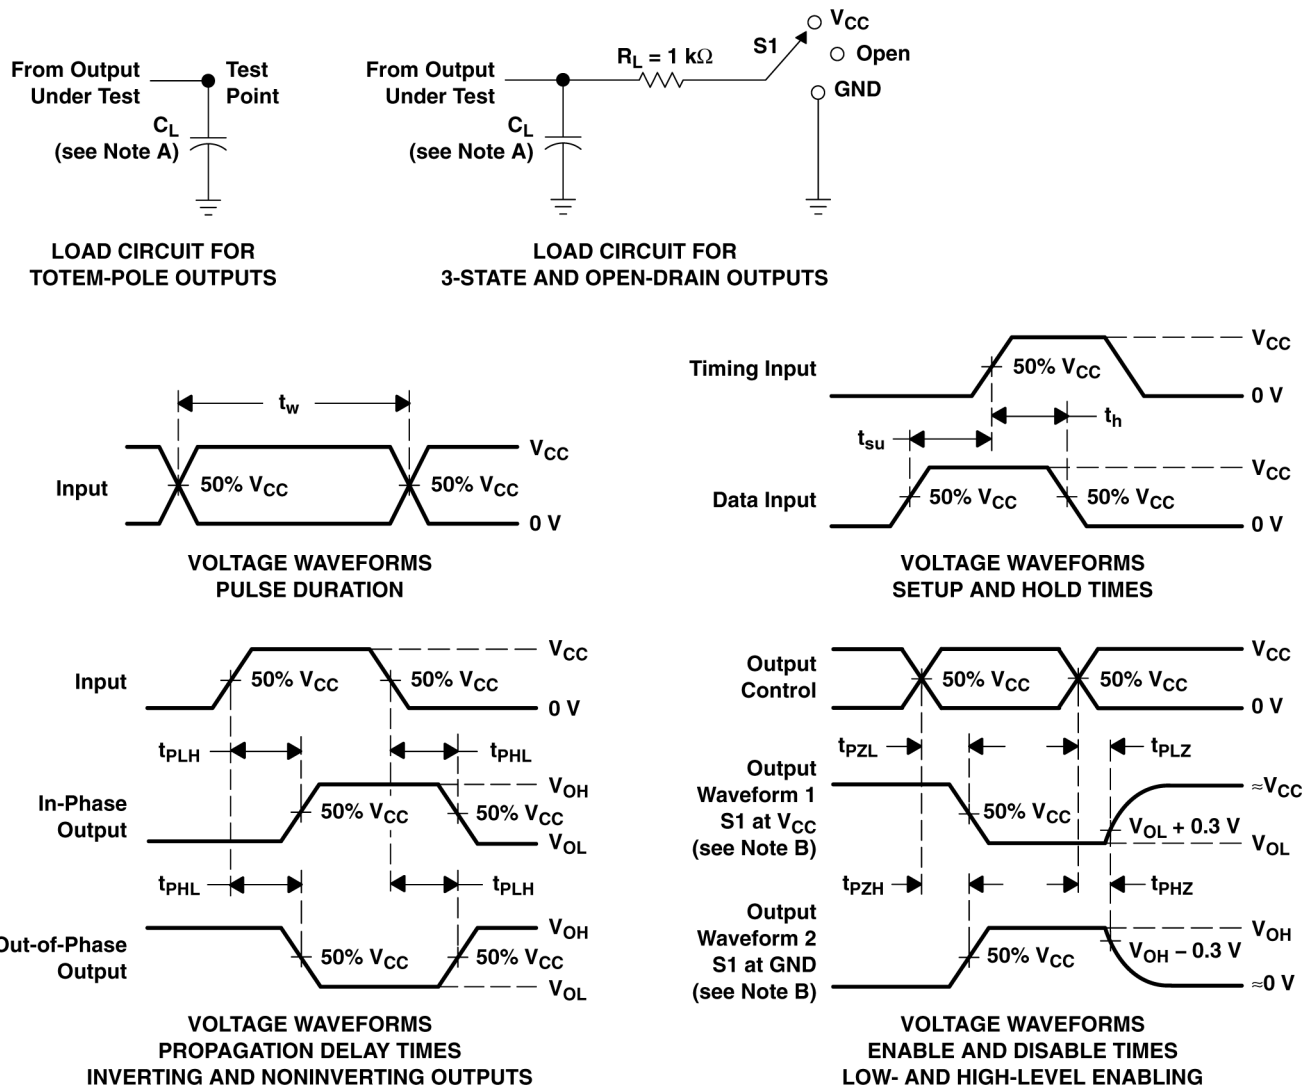 From Output
Under Test
Test
Point
CL
(see Note A)
LOAD CIRCUIT FOR
TOTEM-POLE OUTPUTS
From Output
Under Test
RL = 1 kΩ
S1
VCC
Open
GND
CL
(see Note A)
LOAD CIRCUIT FOR
3-STATE AND OPEN-DRAIN OUTPUTS
tw
Input
50% VCC
50% VCC
VCC
0 V
VOLTAGE WAVEFORMS
PULSE DURATION
Timing Input
50% VCC
VCC
0 V
tsu
th
Data Input
50% VCC
50% VCC
VCC
0 V
VOLTAGE WAVEFORMS
SETUP AND HOLD TIMES
Input
50% VCC
50% VCC
VCC
0 V
tPLH
tPHL
In-Phase
Output
50% VCC
50% VCC
VOH
VOL
tPHL
tPLH
Out-of-Phase
Output
50% VCC
50% VCC
VOH
VOL
VOLTAGE WAVEFORMS
PROPAGATION DELAY TIMES
INVERTING AND NONINVERTING OUTPUTS
Output
Control
50% VCC
50% VCC
VCC
0 V
tPZL
tPLZ
Output
Waveform 1
S1 at VCC
(see Note B)
50% VCC
VOL + 0.3 V
≈VCC
VOL
tPZH
tPHZ
Output
Waveform 2
S1 at GND
(see Note B)
50% VCC
VOH − 0.3 V
VOH
≈0 V
VOLTAGE WAVEFORMS
ENABLE AND DISABLE TIMES
LOW- AND HIGH-LEVEL ENABLING